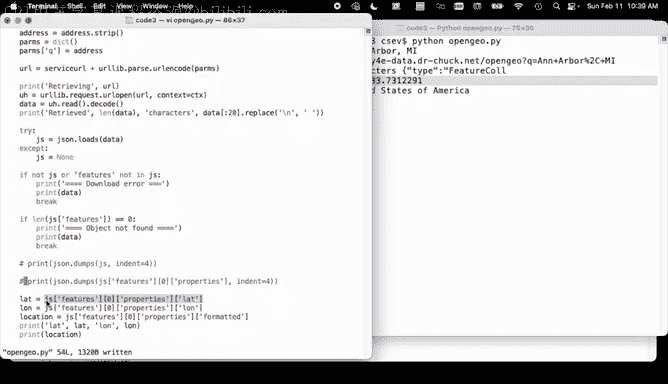 Terminal Shell Edit View Window Help
Sun Feb 11 10:39 AM
code3 — vi opengeo.py — 80×37
address = address.strip()
parms = dict()
parms['q'] = address
url = serviceurl + urllib.parse.urlencode(parms)
print('Retrieving', url)
uh = urllib.request.urlopen(url, context=ctx)
data = uh.read().decode()
print('Retrieved', len(data), 'characters', data[:20].replace('\n', ' '))
try:
js = json.loads(data)
except:
js = None
if not js or 'features' not in js:
print('==== Download error ===')
print(data)
break
if len(js['features']) == 0:
print('==== Object not found ====')
print(data)
break
# print(json.dumps(js, indent=4))
# print(json.dumps(js['features'][0]['properties'], indent=4))
lat = js['features'][0]['properties']['lat']
lon = js['features'][0]['properties']['lon']
location = js['features'][0]['properties']['formatted']
print('lat', lat, 'lon', lon)
print(location)
"opengeo.py" 54L, 1320B written
code3 — Python opengeo.py — 75×30
3 csev$ python opengeo.py
Arbor, MI
y4e-data.dr-chuck.net/opengeo?q=Ann+Arbor%2C+MI
cters {"type":"FeatureColl
83.7312291
d States of America